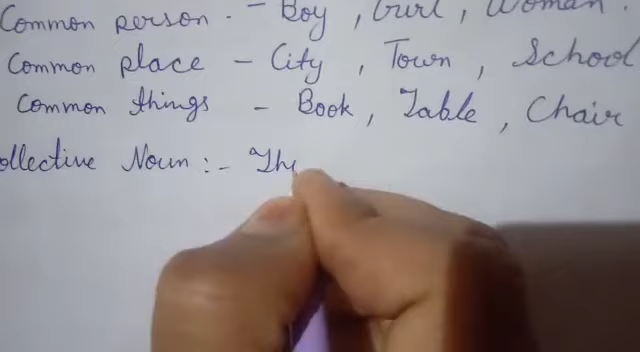 Common person. - Boy, Girl, Woman.
Common place - City, Town, School
Common things - Book, Table, Chair
ollective Noun :- The